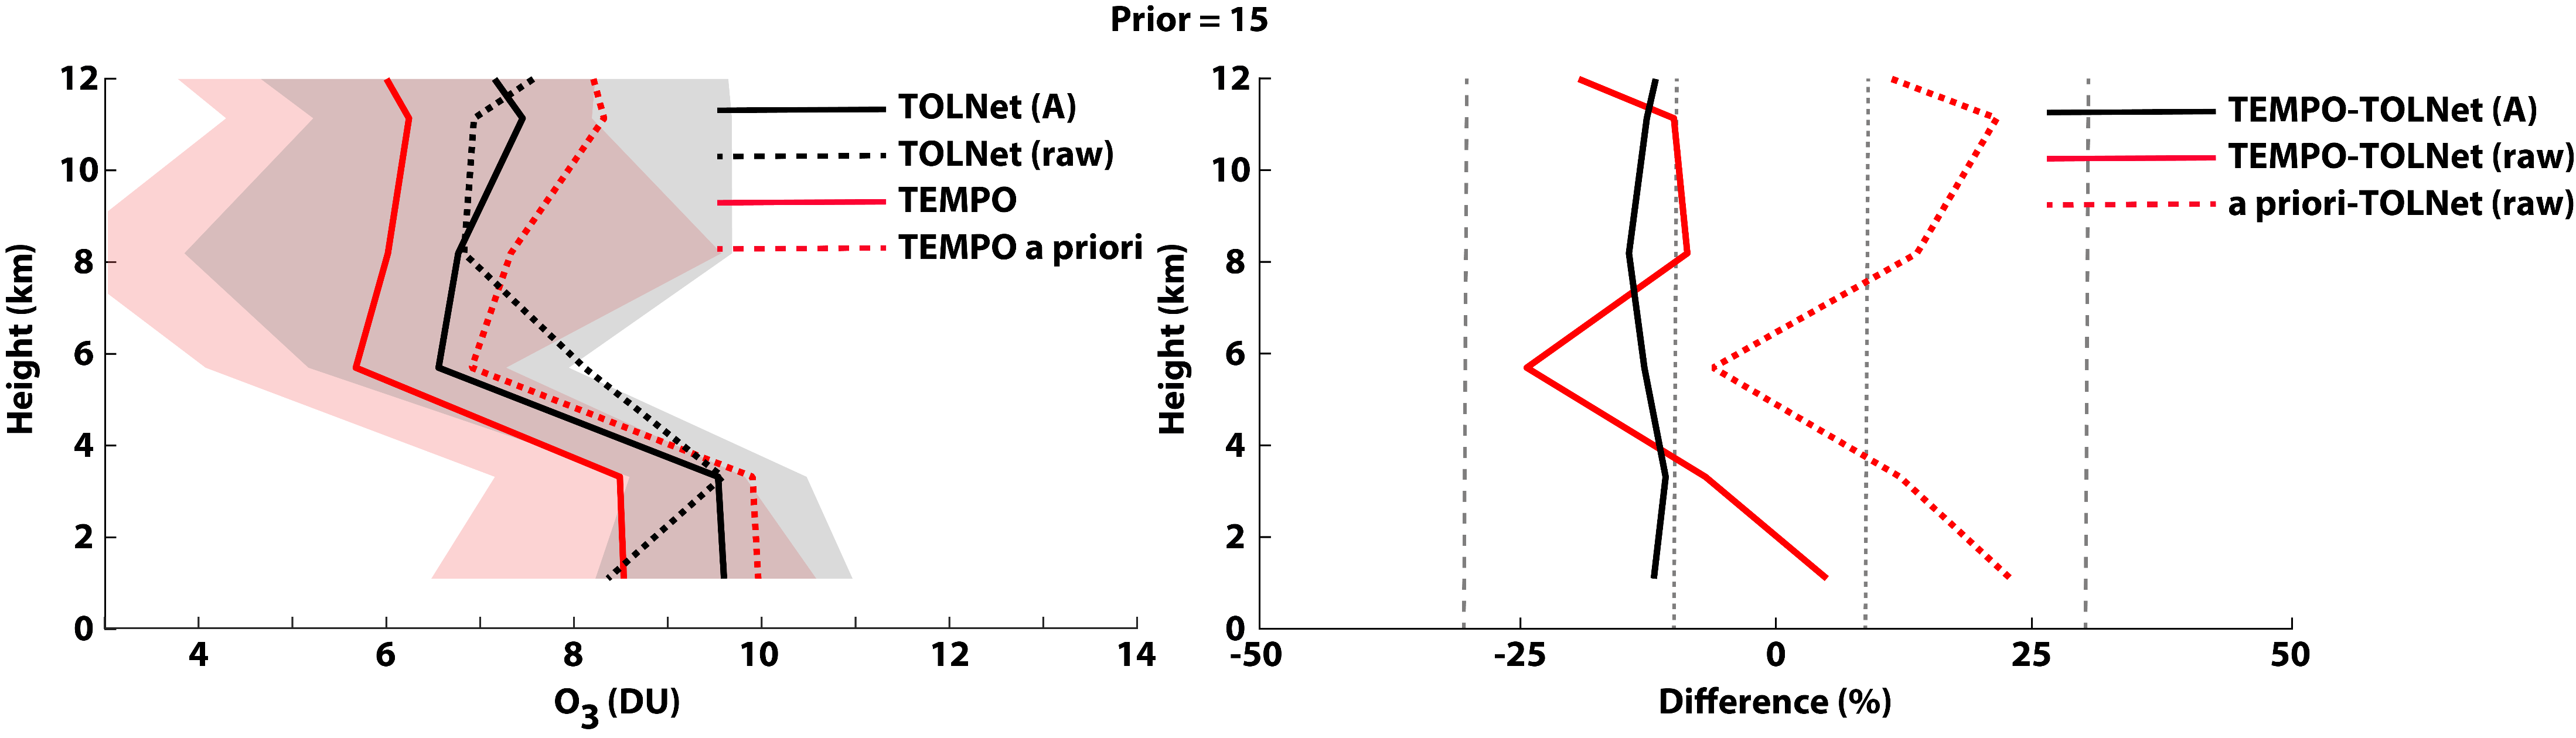 Prior = 15
12
10
8
6
4
2
0
Height (km)
4
6
8
10
12
14
O3 (DU)
TOLNet (A)
TOLNet (raw)
TEMPO
TEMPO a priori
12
10
8
6
4
2
0
Height (km)
-50
-25
0
25
50
Difference (%)
TEMPO-TOLNet (A)
TEMPO-TOLNet (raw)
a priori-TOLNet (raw)